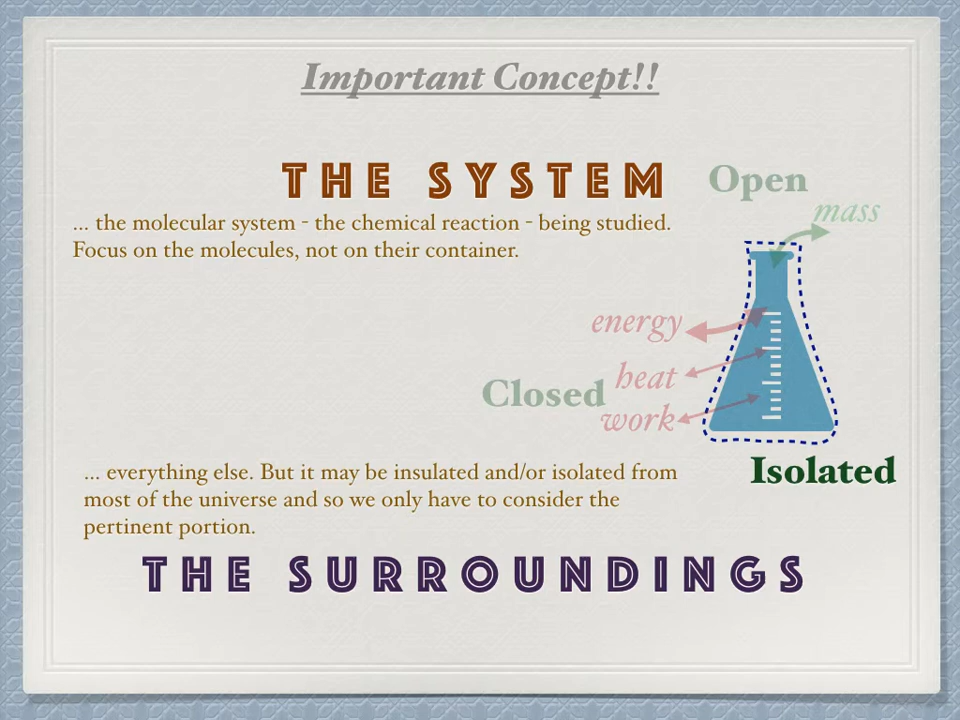 Important Concept!!
THE SYSTEM
... the molecular system - the chemical reaction - being studied.
Focus on the molecules, not on their container.
Open
mass
energy
heat
Closed
work
Isolated
... everything else. But it may be insulated and/or isolated from
most of the universe and so we only have to consider the
pertinent portion.
THE SURROUNDINGS